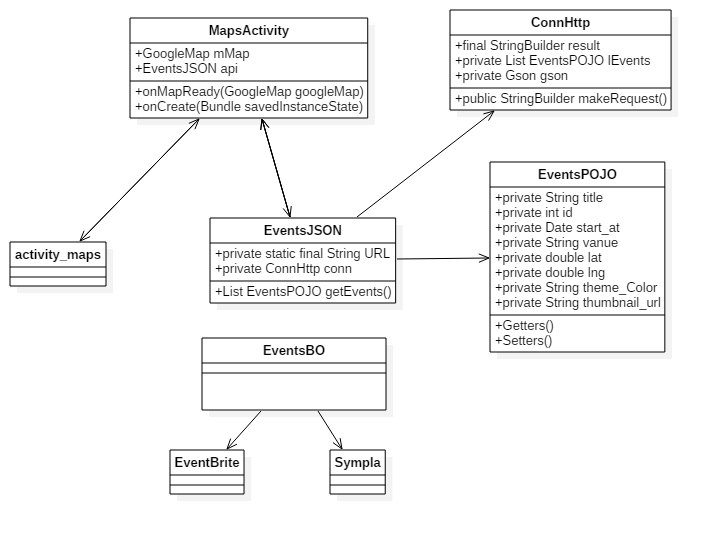 MapsActivity
+GoogleMap mMap
+EventsJSON api
+onMapReady(GoogleMap googleMap)
+onCreate(Bundle savedInstanceState)
ConnHttp
+final StringBuilder result
+private List EventsPOJO lEvents
+private Gson gson
+public StringBuilder makeRequest()
EventsPOJO
+private String title
+private int id
+private Date start_at
+private String vanue
+private double lat
+private double lng
+private String theme_Color
+private String thumbnail_url
+Getters()
+Setters()
EventsJSON
+private static final String URL
+private ConnHttp conn
+List EventsPOJO getEvents()
activity_maps
EventsBO
EventBrite
Sympla